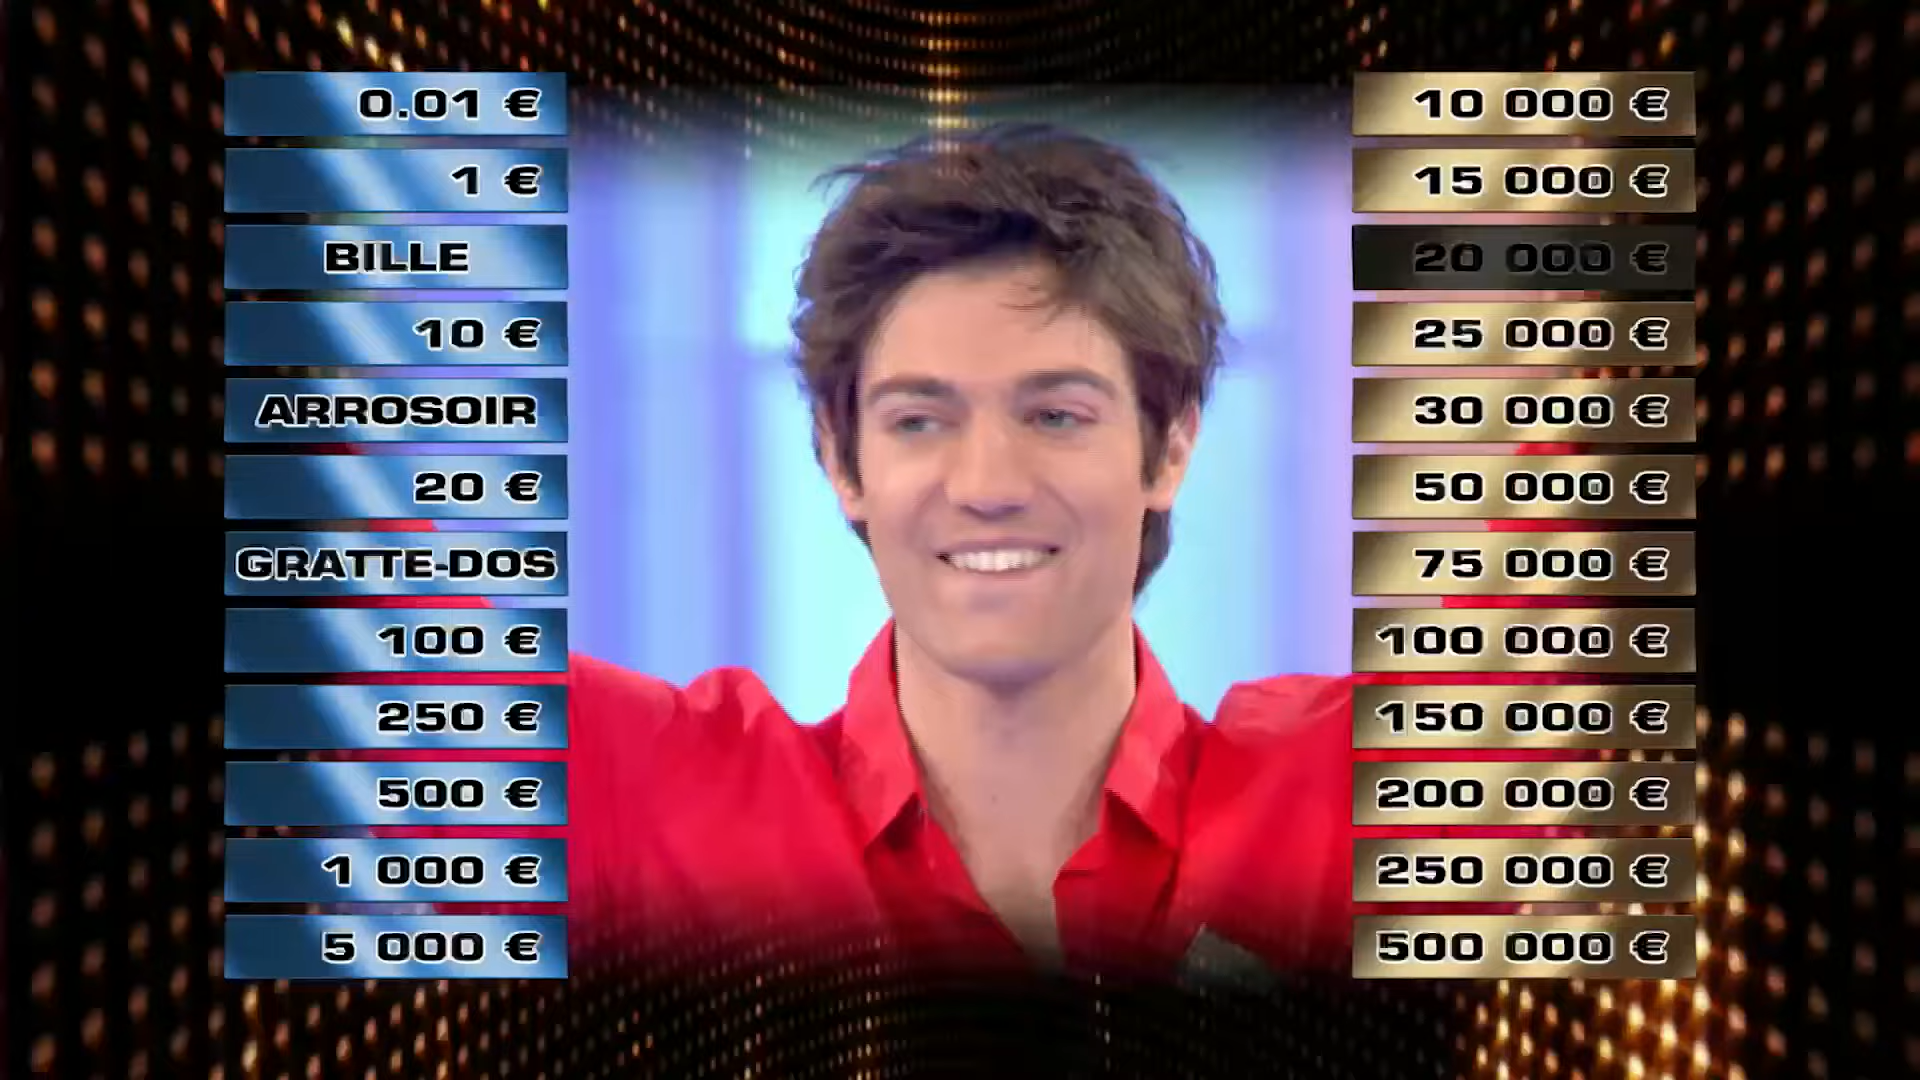 0.01 €
1 €
BILLE
10 €
ARROSOIR
20 €
GRATTE-DOS
100 €
250 €
500 €
1 000 €
5 000 €
10 000 €
15 000 €
20 000 €
25 000 €
30 000 €
50 000 €
75 000 €
100 000 €
150 000 €
200 000 €
250 000 €
500 000 €